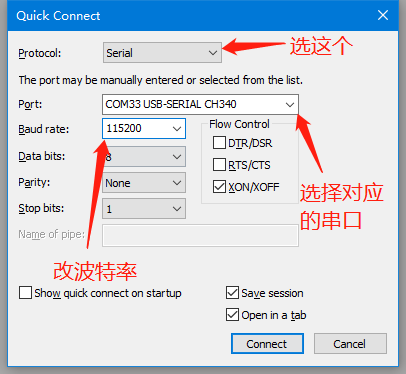 Quick Connect
Protocol: Serial 选这个
The port may be manually entered or selected from the list.
Port: COM33 USB-SERIAL CH340
Baud rate: 115200 Flow Control
DTR/DSR
Data bits: 8 RTS/CTS
Parity: None XON/XOFF 选择对应
Stop bits: 1 的串口
Name of pipe:
改波特率
Show quick connect on startup Save session
Open in a tab
Connect Cancel